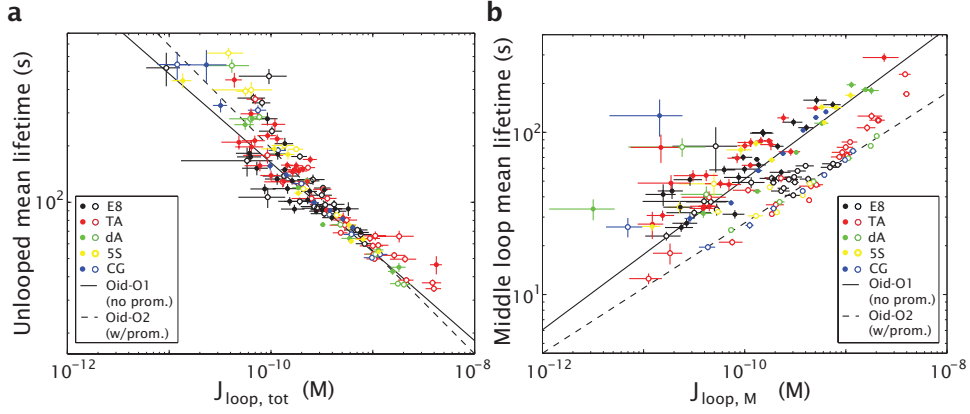 a
Unlooped mean lifetime (s)
10²
E8
TA
dA
5S
CG
Oid-O1
(no prom.)
Oid-O2
(w/prom.)
10⁻¹² 10⁻¹⁰ 10⁻⁸
J loop, tot (M)
b
Middle loop mean lifetime (s)
10²
10¹
E8
TA
dA
5S
CG
Oid-O1
(no prom.)
Oid-O2
(w/prom.)
10⁻¹² 10⁻¹⁰ 10⁻⁸
J loop, M (M)